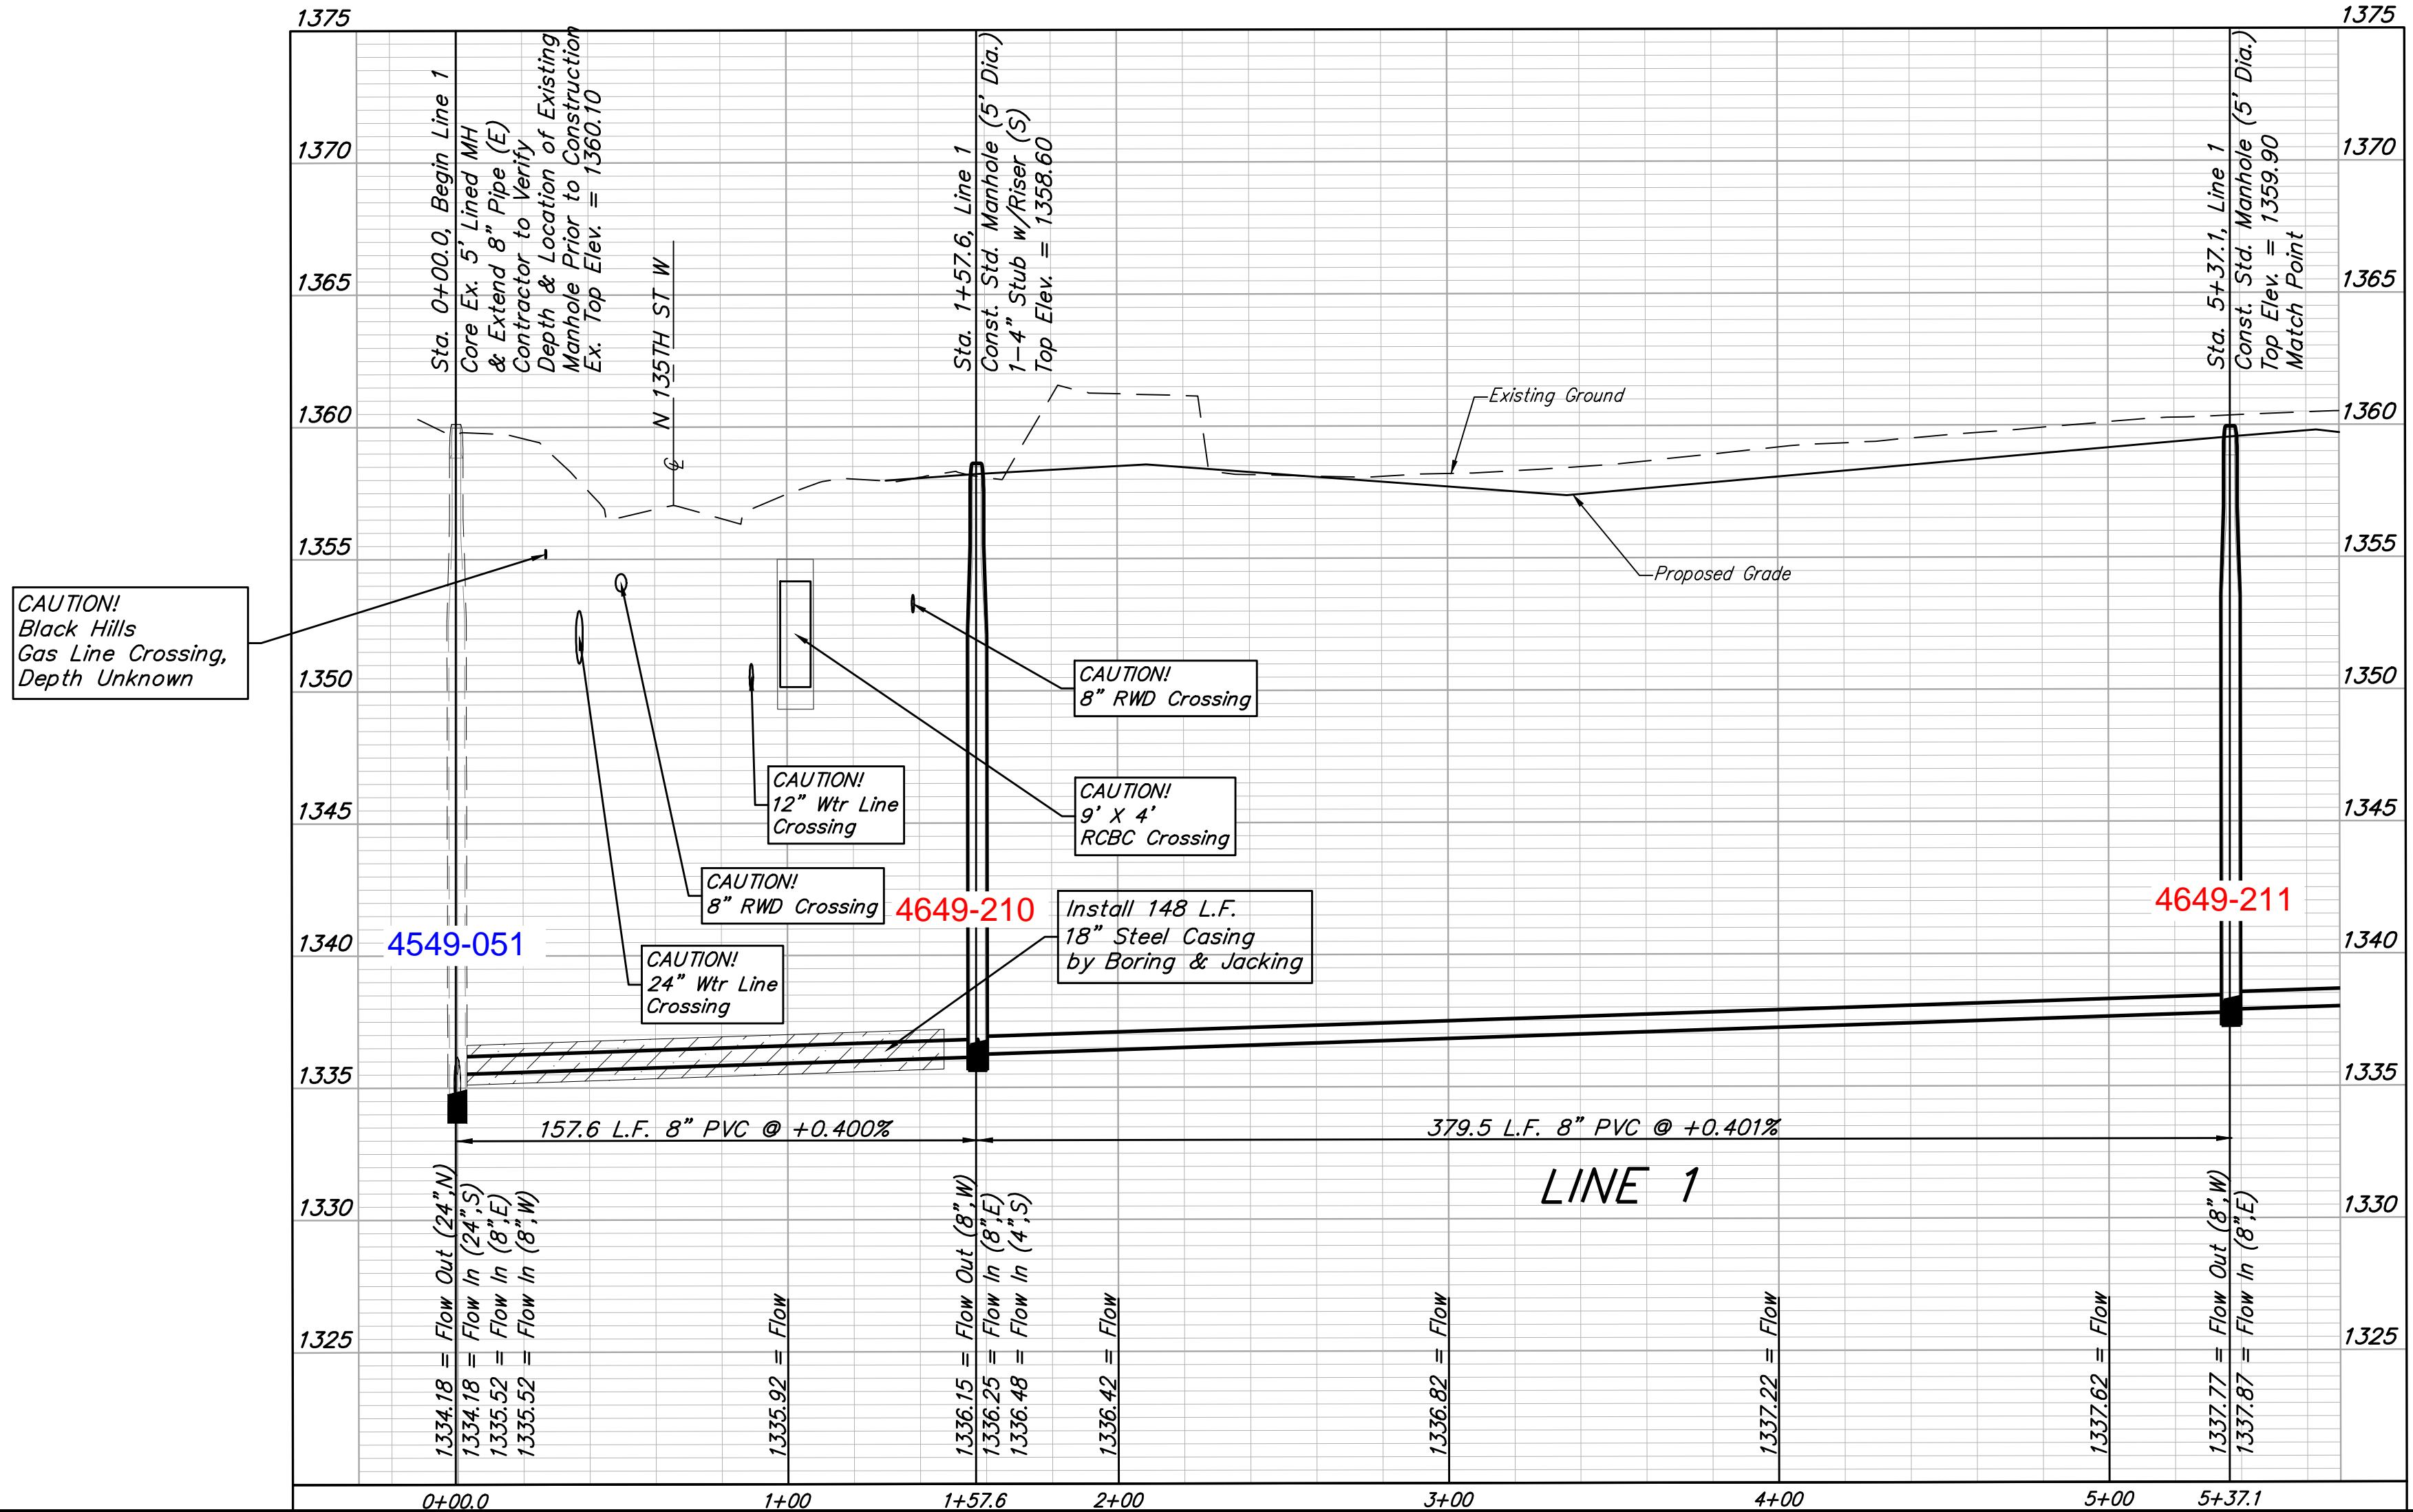 1375
1375
1370
1370
1365
1365
1360
1360
1355
1355
1350
1350
1345
1345
1340
1340
1335
1335
1330
1330
1325
1325
Sta. 0+00.0, Begin Line 1
Core Ex. 5' Lined MH
& Extend 8" Pipe (E)
Contractor to Verify
Depth & Location of Existing
Manhole Prior to Construction
Ex. Top Elev. = 1360.10
N 135TH ST W
℄
Sta. 1+57.6, Line 1
Const. Std. Manhole (5' Dia.)
1-4" Stub w/Riser (S)
Top Elev. = 1358.60
Sta. 5+37.1, Line 1
Const. Std. Manhole (5' Dia.)
Top Elev. = 1359.90
Match Point
Existing Ground
Proposed Grade
CAUTION!
Black Hills
Gas Line Crossing,
Depth Unknown
CAUTION!
8" RWD Crossing
CAUTION!
12" Wtr Line
Crossing
CAUTION!
9' X 4'
RCBC Crossing
CAUTION!
8" RWD Crossing
CAUTION!
24" Wtr Line
Crossing
Install 148 L.F.
18" Steel Casing
by Boring & Jacking
4549-051
4649-210
4649-211
157.6 L.F. 8" PVC @ +0.400%
379.5 L.F. 8" PVC @ +0.401%
LINE 1
1334.18 = Flow Out (24",N)
1334.18 = Flow In (24",S)
1335.52 = Flow In (8",E)
1335.52 = Flow In (8",W)
1335.92 = Flow
1336.15 = Flow Out (8",W)
1336.25 = Flow In (8",E)
1336.48 = Flow In (4",S)
1336.42 = Flow
1336.82 = Flow
1337.22 = Flow
1337.62 = Flow
1337.77 = Flow Out (8",W)
1337.87 = Flow In (8",E)
0+00.0
1+00
1+57.6
2+00
3+00
4+00
5+00
5+37.1